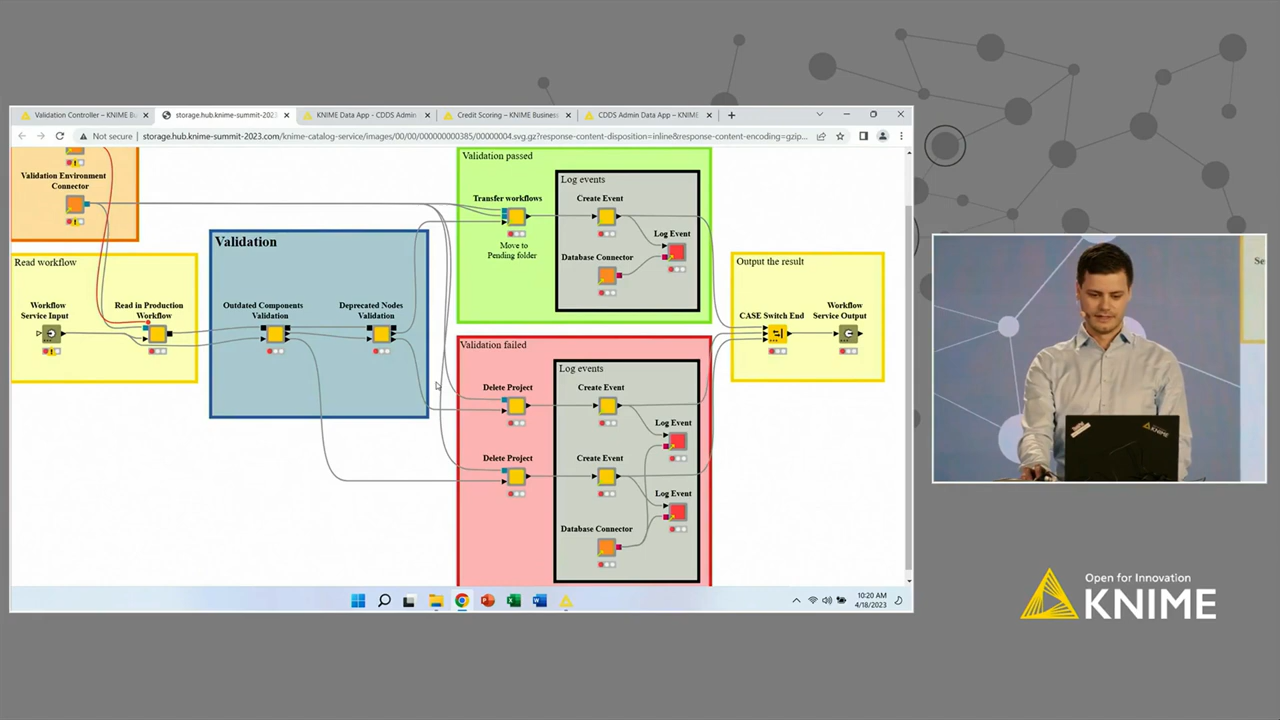 Validation Controller – KNIME Bu
storage.hub.knime-summit-2023
KNIME Data App - CDDS Admin
Credit Scoring – KNIME Business
CDDS Admin Data App – KNIME
Not secure
storage.hub.knime-summit-2023.com/knime-catalog-service/images/00/00/000000000385/00000004.svg.gz?response-content-disposition=inline&response-content-encoding=gzip...
Validation Environment
Connector
Read workflow
Workflow
Service Input
Read in Production
Workflow
Validation
Outdated Components
Validation
Deprecated Nodes
Validation
Validation passed
Transfer workflows
Move to
Pending folder
Log events
Create Event
Log Event
Database Connector
Validation failed
Delete Project
Delete Project
Log events
Create Event
Log Event
Create Event
Log Event
Database Connector
Output the result
CASE Switch End
Workflow
Service Output
10:20 AM
4/18/2023
Se
KNIME
Open for Innovation
KNIME